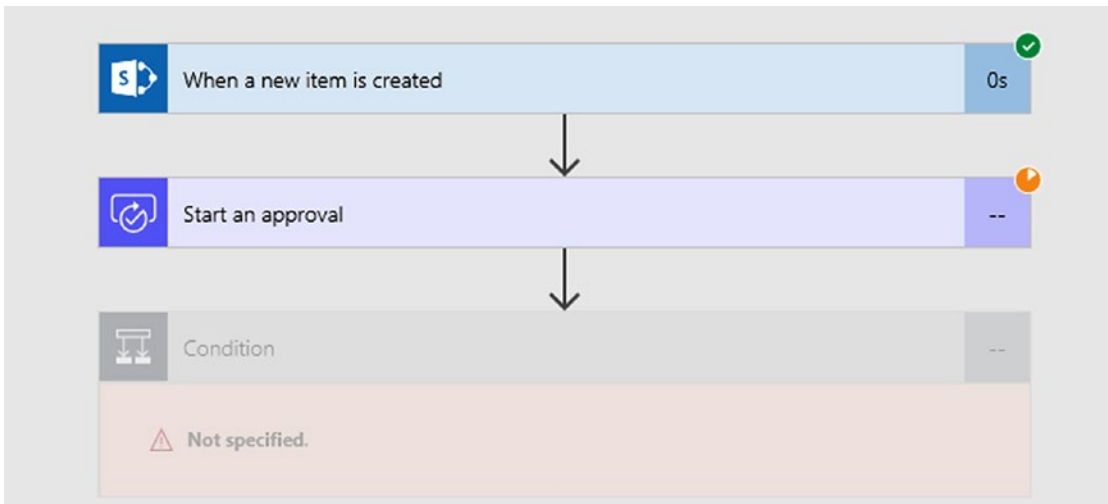 When a new item is created
0s
Start an approval
--
Condition
--
Not specified.